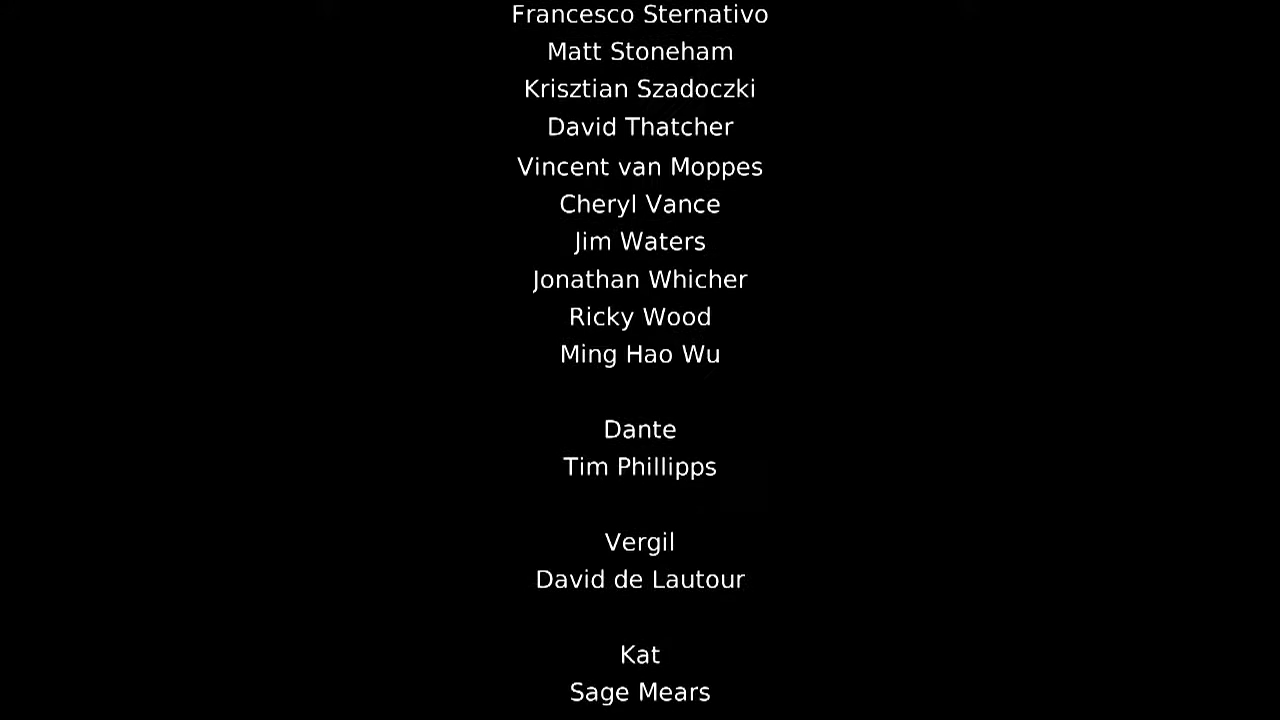 Francesco Sternativo
Matt Stoneham
Krisztian Szadoczki
David Thatcher
Vincent van Moppes
Cheryl Vance
Jim Waters
Jonathan Whicher
Ricky Wood
Ming Hao Wu
Dante
Tim Phillipps
Vergil
David de Lautour
Kat
Sage Mears